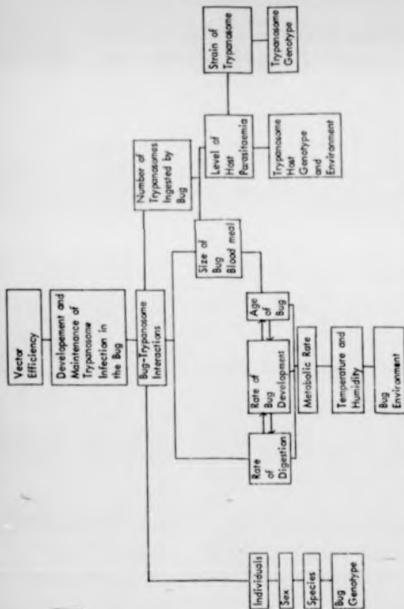 Vector
Efficiency
Developement and
Maintenance of
Trypanosome
Infection in
the Bug
Bug-Trypanosome
Interactions
Number of
Trypanosomes
Ingested by
Bug
Strain of
Trypanosome
Trypanosome
Genotype
Level of
Host
Parasitaemia
Trypanosome
Host
Genotype
and Environment
Size of
Bug
Blood meal
Age
of
Bug
Rate of
Bug
Development
Rate
of
Digestion
Metabolic Rate
Temperature and
Humidity
Bug
Environment
Individuals
Sex
Species
Bug
Genotype